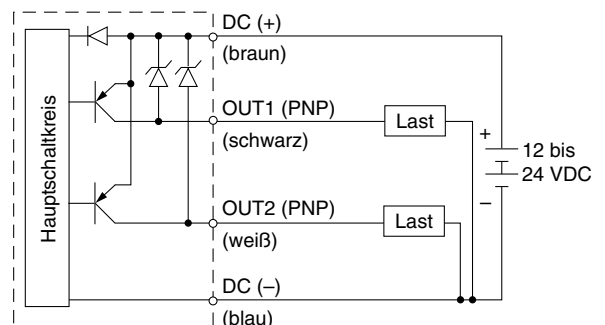 Hauptschaltkreis
DC (+)
(braun)
OUT1 (PNP)
(schwarz)
Last
OUT2 (PNP)
(weiß)
Last
DC (–)
(blau)
+
12 bis
24 VDC
–